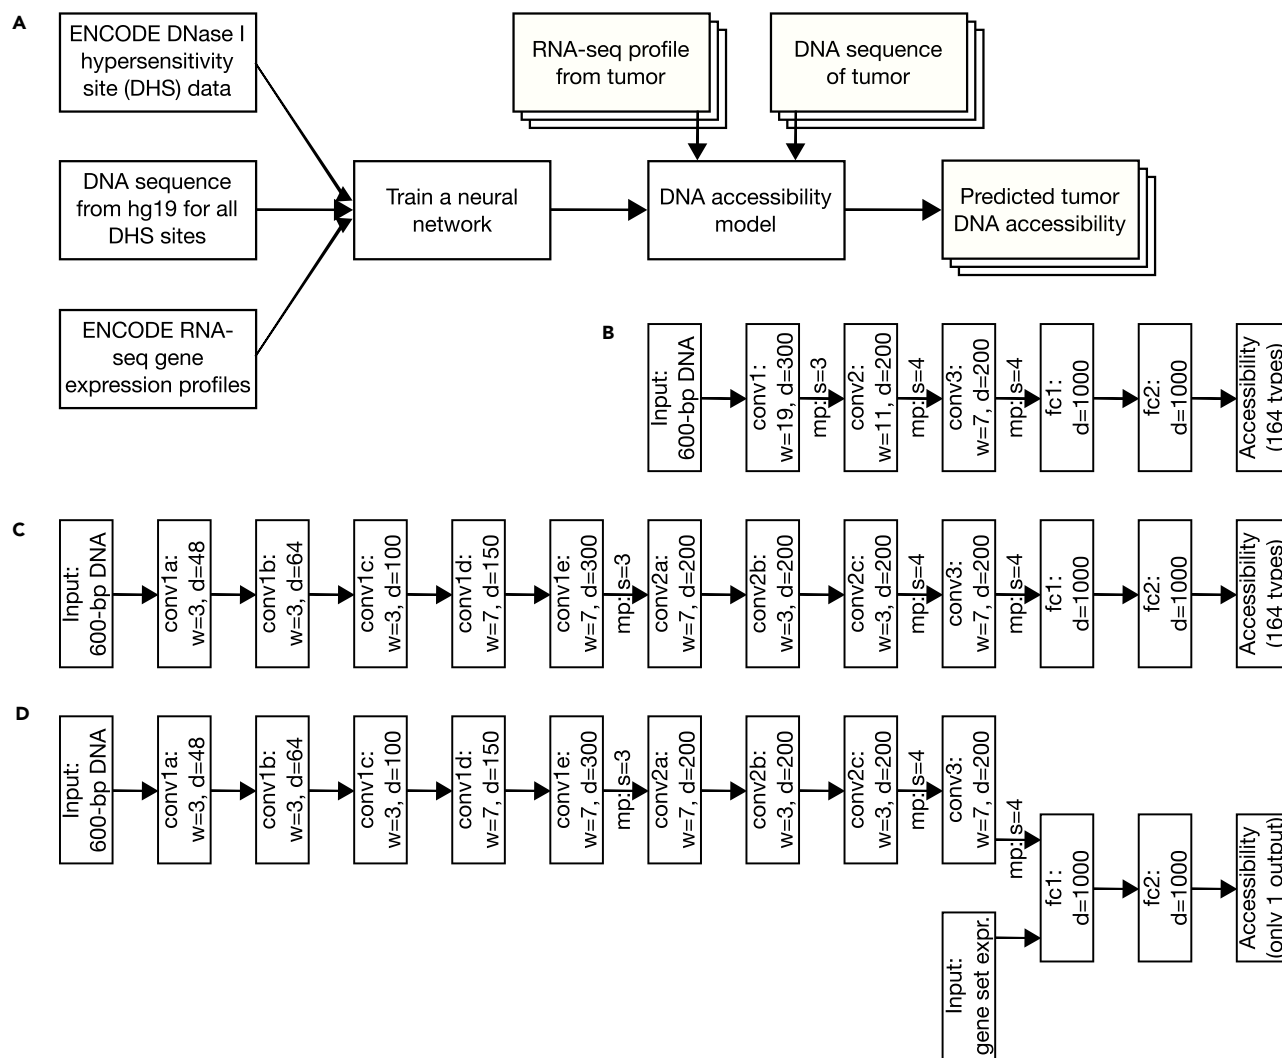 A
ENCODE DNase I
hypersensitivity
site (DHS) data
RNA-seq profile
from tumor
DNA sequence
of tumor
DNA sequence
from hg19 for all
DHS sites
Train a neural
network
DNA accessibility
model
Predicted tumor
DNA accessibility
ENCODE RNA-
seq gene
expression profiles
B
Input:
600-bp DNA
conv1:
w=19, d=300
mp: s=3
conv2:
w=11, d=200
mp: s=4
conv3:
w=7, d=200
mp: s=4
fc1:
d=1000
fc2:
d=1000
Accessibility
(164 types)
C
Input:
600-bp DNA
conv1a:
w=3, d=48
conv1b:
w=3, d=64
conv1c:
w=3, d=100
conv1d:
w=7, d=150
conv1e:
w=7, d=300
mp: s=3
conv2a:
w=7, d=200
conv2b:
w=3, d=200
conv2c:
w=3, d=200
mp: s=4
conv3:
w=7, d=200
mp: s=4
fc1:
d=1000
fc2:
d=1000
Accessibility
(164 types)
D
Input:
600-bp DNA
conv1a:
w=3, d=48
conv1b:
w=3, d=64
conv1c:
w=3, d=100
conv1d:
w=7, d=150
conv1e:
w=7, d=300
mp: s=3
conv2a:
w=7, d=200
conv2b:
w=3, d=200
conv2c:
w=3, d=200
mp: s=4
conv3:
w=7, d=200
mp: s=4
Input:
gene set expr.
fc1:
d=1000
fc2:
d=1000
Accessibility
(only 1 output)